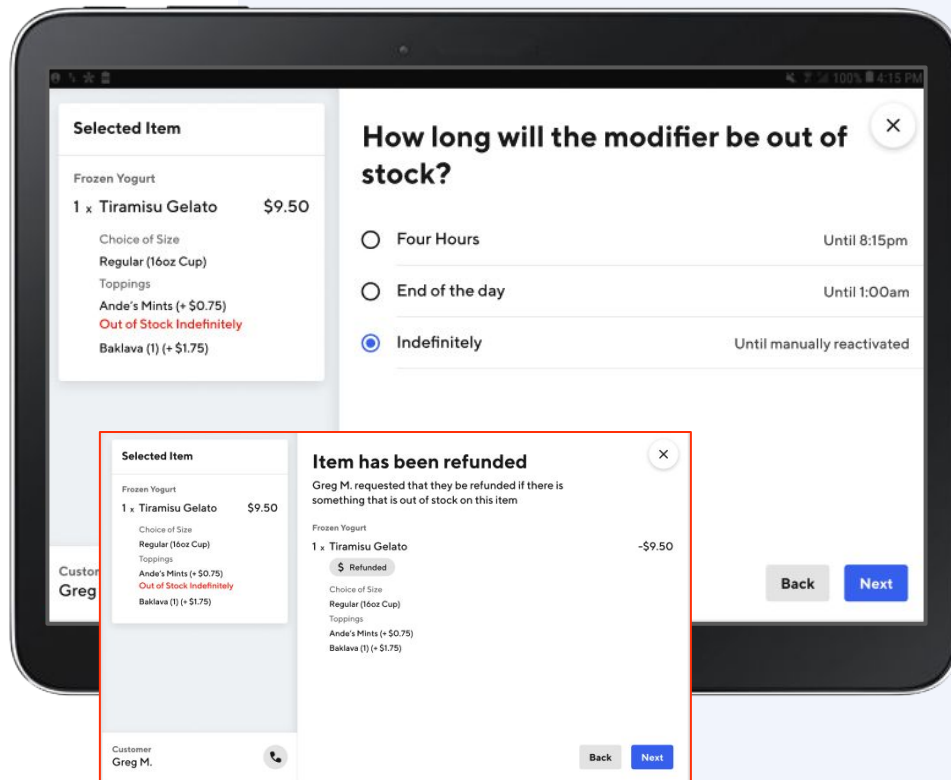 100% 4:15 PM
Selected Item
Frozen Yogurt
1 x Tiramisu Gelato $9.50
Choice of Size
Regular (16oz Cup)
Toppings
Ande's Mints (+ $0.75)
Out of Stock Indefinitely
Baklava (1) (+ $1.75)
Custom
Greg
How long will the modifier be out of
stock?
Four Hours Until 8:15pm
End of the day Until 1:00am
Indefinitely Until manually reactivated
Back Next
Selected Item
Frozen Yogurt
1 x Tiramisu Gelato $9.50
Choice of Size
Regular (16oz Cup)
Toppings
Ande's Mints (+ $0.75)
Out of Stock Indefinitely
Baklava (1) (+ $1.75)
Customer
Greg M.
Item has been refunded
Greg M. requested that they be refunded if there is
something that is out of stock on this item
Frozen Yogurt
1 x Tiramisu Gelato -$9.50
$ Refunded
Choice of Size
Regular (16oz Cup)
Toppings
Ande's Mints (+ $0.75)
Baklava (1) (+ $1.75)
Back Next